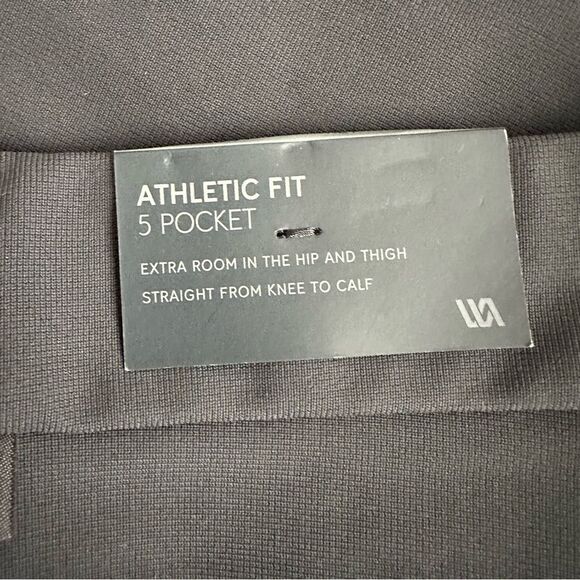 ATHLETIC FIT
5 POCKET
EXTRA ROOM IN THE HIP AND THIGH
STRAIGHT FROM KNEE TO CALF